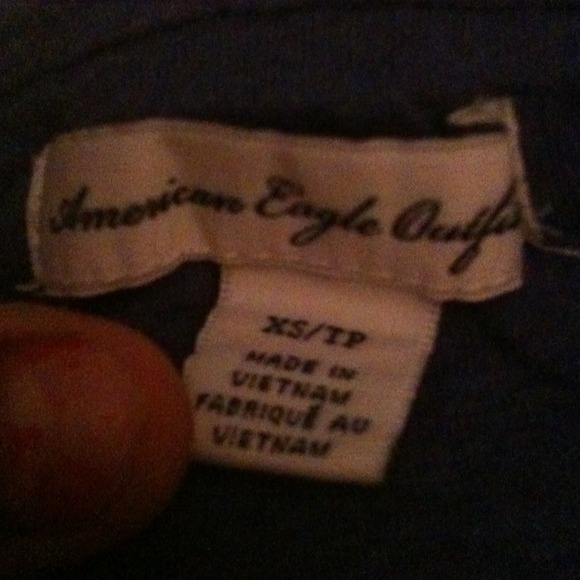 American Eagle Outfi
XS/TP
MADE IN
VIETNAM
FABRIQUÉ AU
VIETNAM